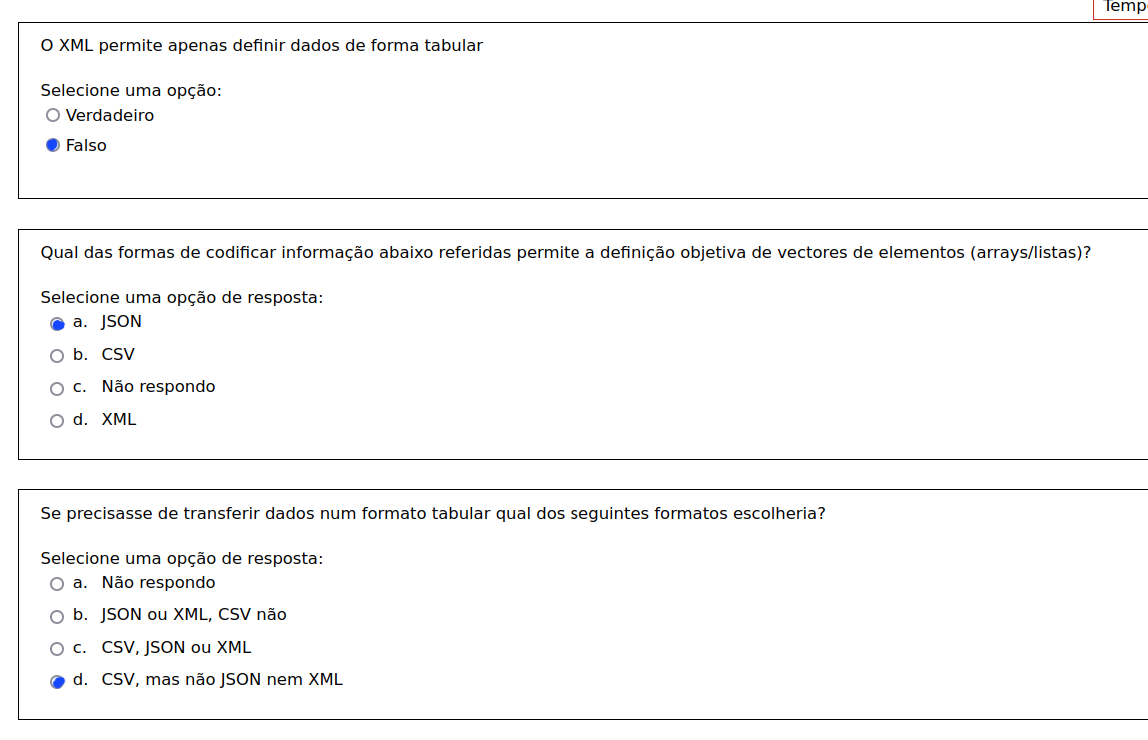 Temp
O XML permite apenas definir dados de forma tabular
Selecione uma opção:
Verdadeiro
Falso
Qual das formas de codificar informação abaixo referidas permite a definição objetiva de vectores de elementos (arrays/listas)?
Selecione uma opção de resposta:
a. JSON
b. CSV
c. Não respondo
d. XML
Se precisasse de transferir dados num formato tabular qual dos seguintes formatos escolheria?
Selecione uma opção de resposta:
a. Não respondo
b. JSON ou XML, CSV não
c. CSV, JSON ou XML
d. CSV, mas não JSON nem XML